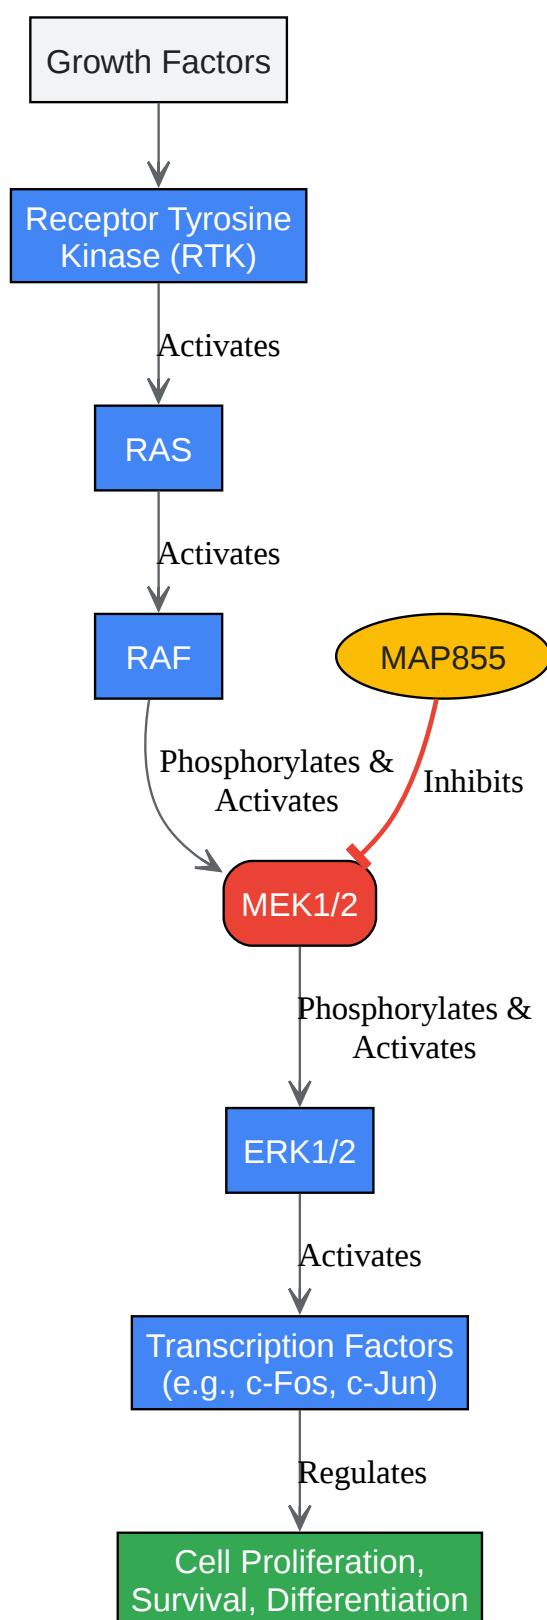 Growth Factors
Receptor Tyrosine
Kinase (RTK)
Activates
RAS
Activates
RAF
MAP855
Phosphorylates &
Activates
Inhibits
MEK1/2
Phosphorylates &
Activates
ERK1/2
Activates
Transcription Factors
(e.g., c-Fos, c-Jun)
Regulates
Cell Proliferation,
Survival, Differentiation